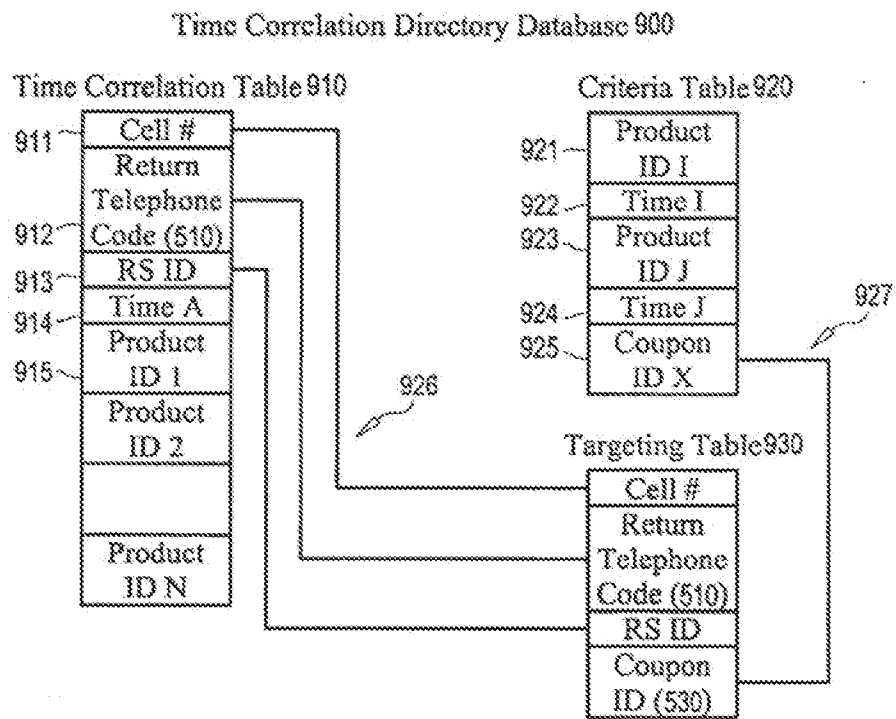 Time Correlation Directory Database 900
Time Correlation Table 910
911
Cell #
912
Return
Telephone
Code (510)
913
RS ID
914
Time A
915
Product
ID 1
Product
ID 2
Product
ID N
926
Criteria Table 920
921
Product
ID I
922
Time I
923
Product
ID J
924
Time J
925
Coupon
ID X
927
Targeting Table 930
Cell #
Return
Telephone
Code (510)
RS ID
Coupon
ID (530)